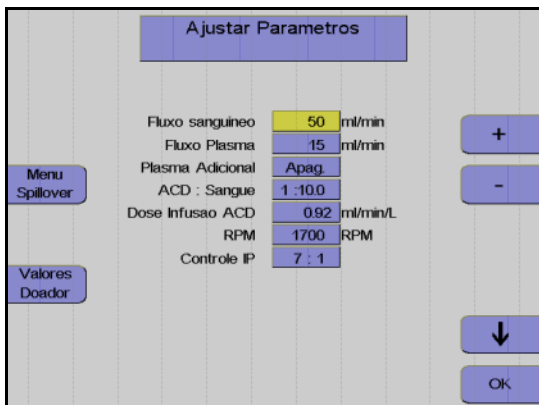 Ajustar Parametros
Fluxo sanguineo 50 ml/min
+
Fluxo Plasma 15 ml/min
Plasma Adicional Apag.
Menu
Spillover
ACD : Sangue 1 :10.0
-
Dose Infusao ACD 0.92 ml/min/L
RPM 1700 RPM
Controle IP 7 : 1
Valores
Doador
↓
OK